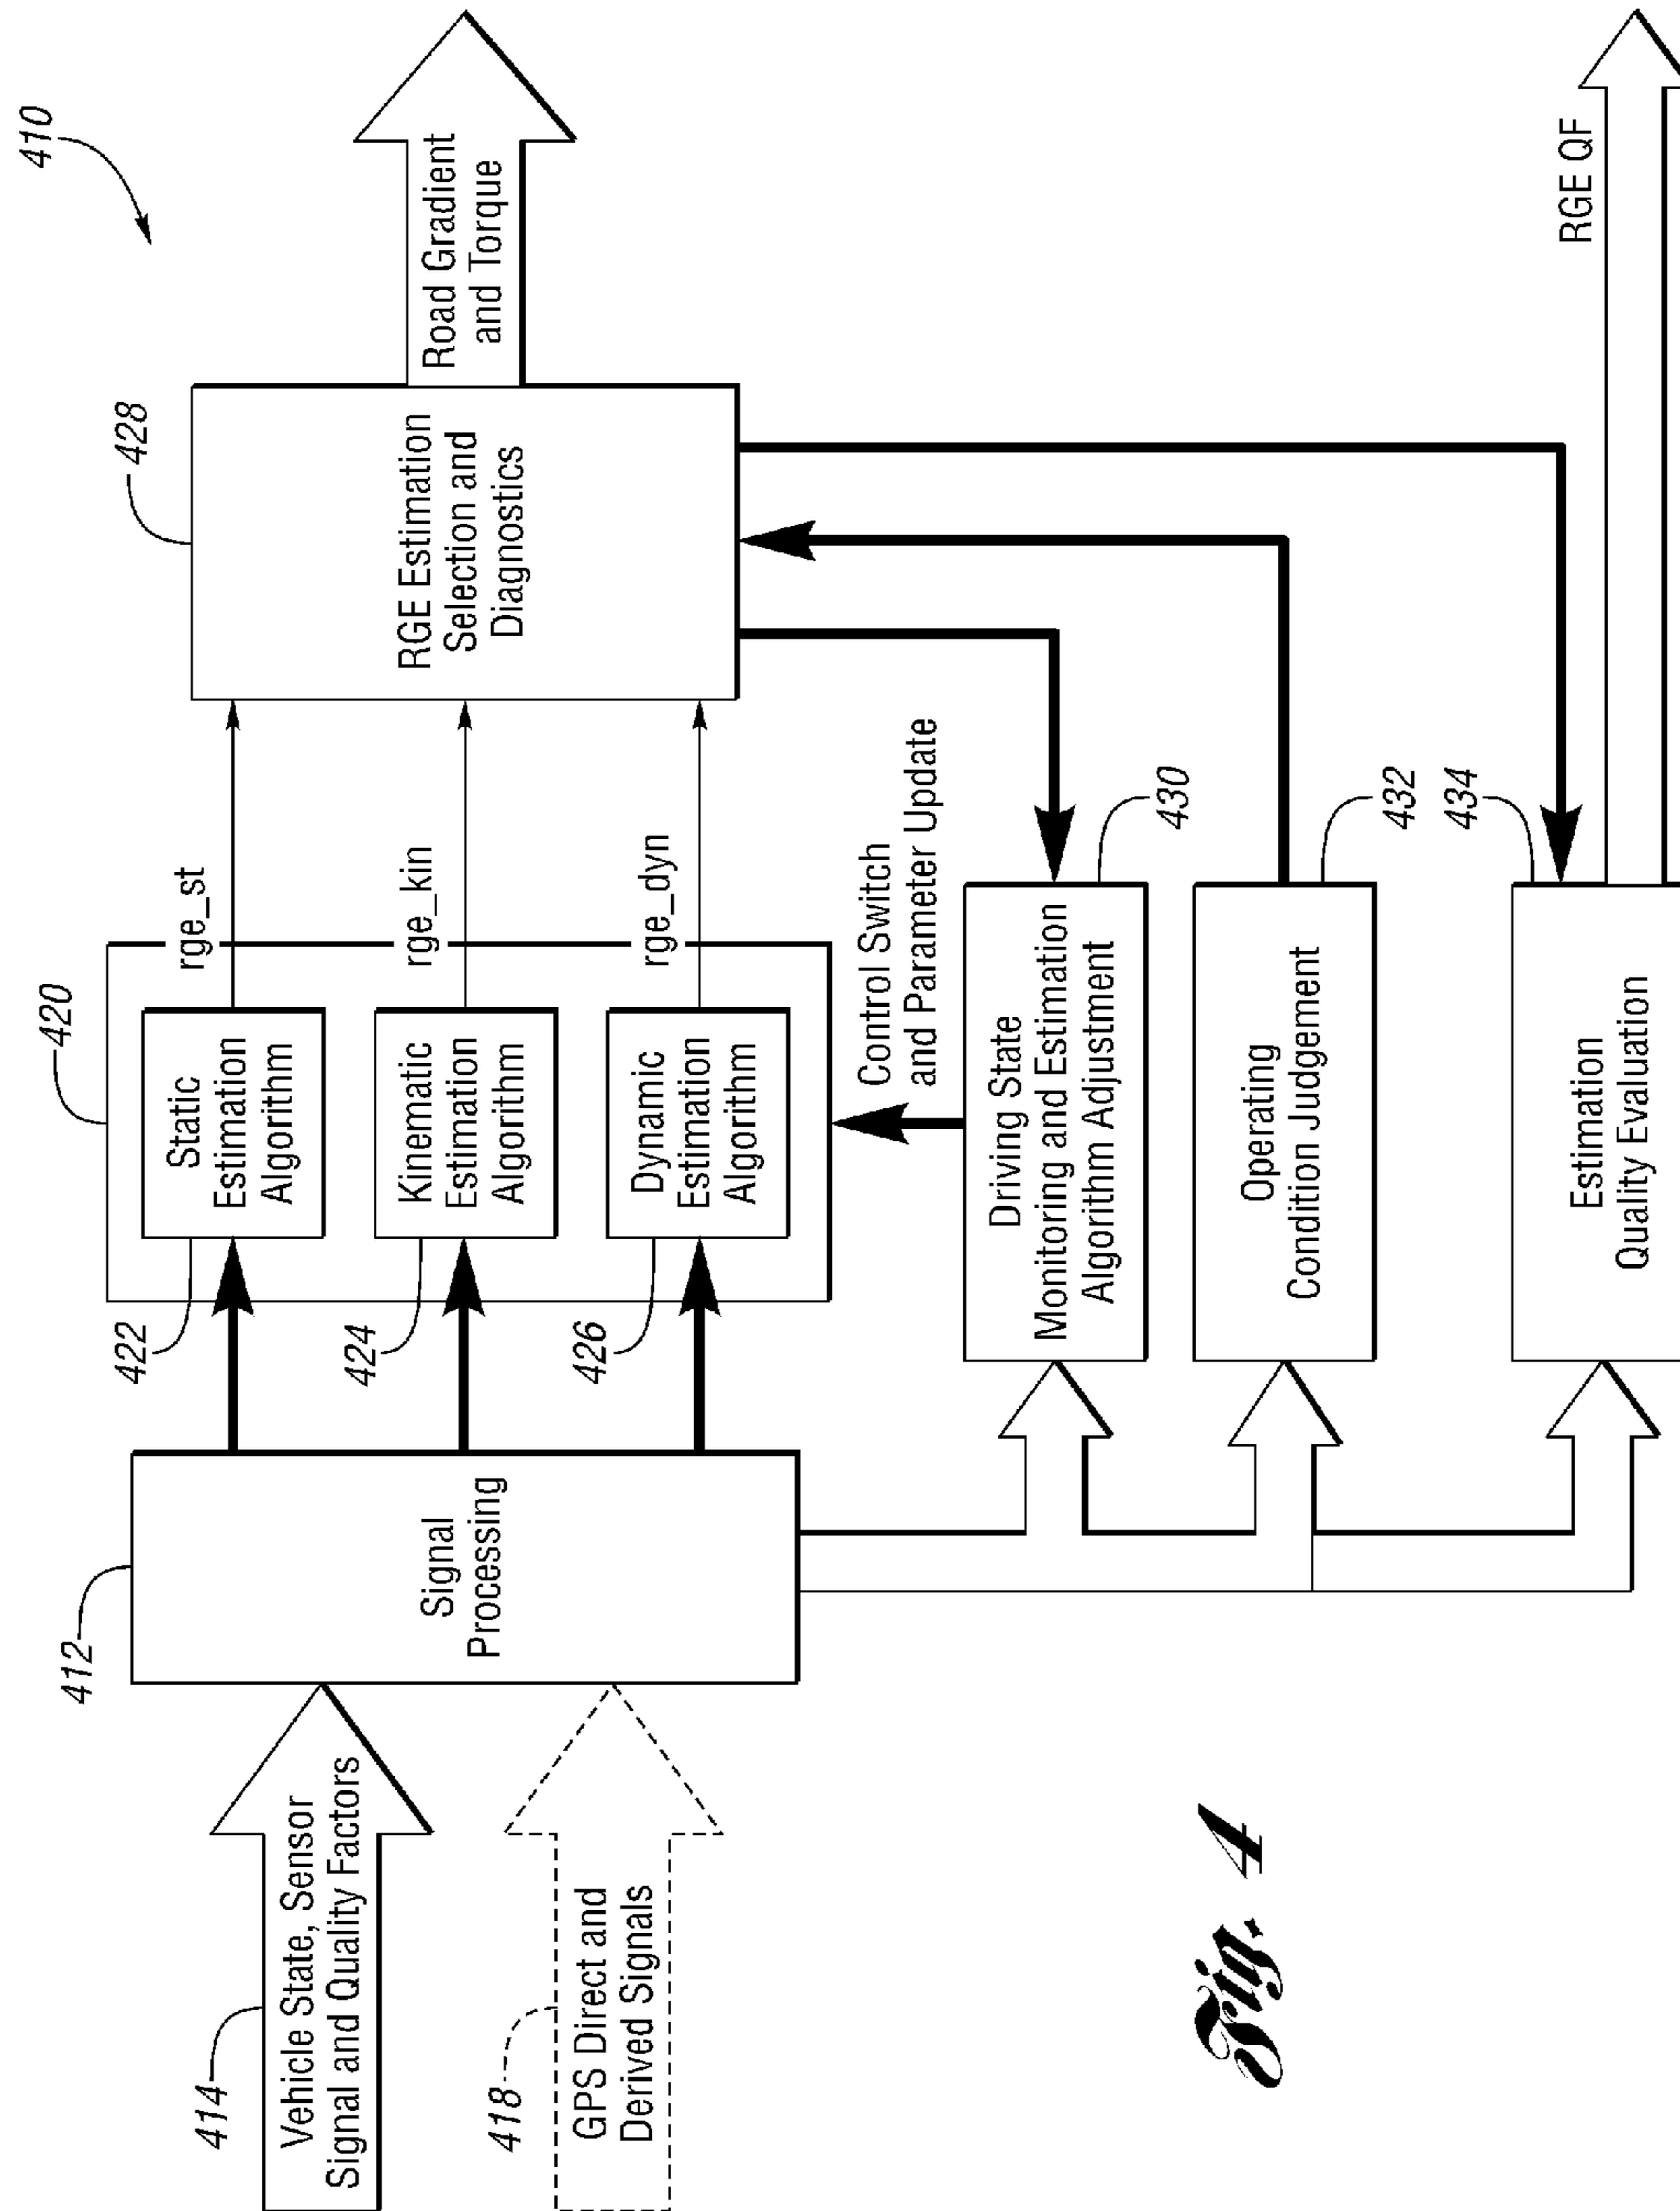 410
414
Vehicle State, Sensor
Signal and Quality Factors
418
GPS Direct and
Derived Signals
412
Signal
Processing
420
422
Static
Estimation
Algorithm
rge_st
424
Kinematic
Estimation
Algorithm
rge_kin
426
Dynamic
Estimation
Algorithm
rge_dyn
428
RGE Estimation
Selection and
Diagnostics
Road Gradient
and Torque
Control Switch
and Parameter Update
Driving State
Monitoring and Estimation
Algorithm Adjustment
430
Operating
Condition Judgement
432
434
Estimation
Quality Evaluation
RGE QF
Fig. 4